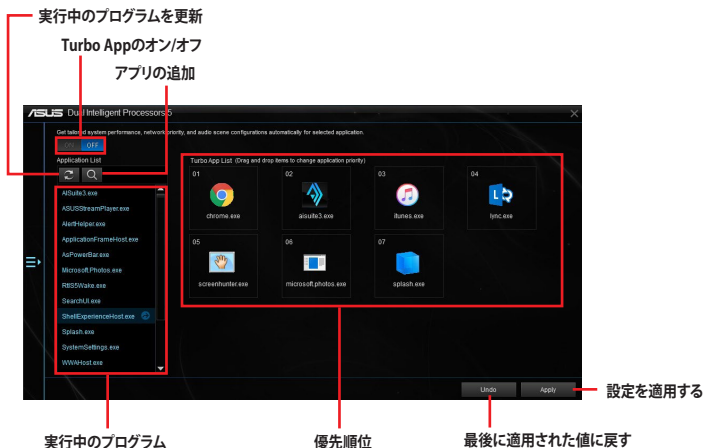 実行中のプログラムを更新
Turbo Appのオン/オフ
アプリの追加
ASUS Dual Intelligent Processors 5
Get tailored system performance, network priority, and audio scene configurations automatically for selected application.
ON OFF
Application List
AISuite3.exe
ASUSStreamPlayer.exe
AlertHelper.exe
ApplicationFrameHost.exe
AsPowerBar.exe
Microsoft.Photos.exe
RtlS5Wake.exe
SearchUI.exe
ShellExperienceHost.exe
Splash.exe
SystemSettings.exe
WWAHost.exe
Turbo App List (Drag and drop items to change application priority)
01 02 03 04
chrome.exe aisuite3.exe itunes.exe lync.exe
05 06 07
screenhunter.exe microsoft.photos.exe splash.exe
Undo Apply
設定を適用する
実行中のプログラム
優先順位
最後に適用された値に戻す